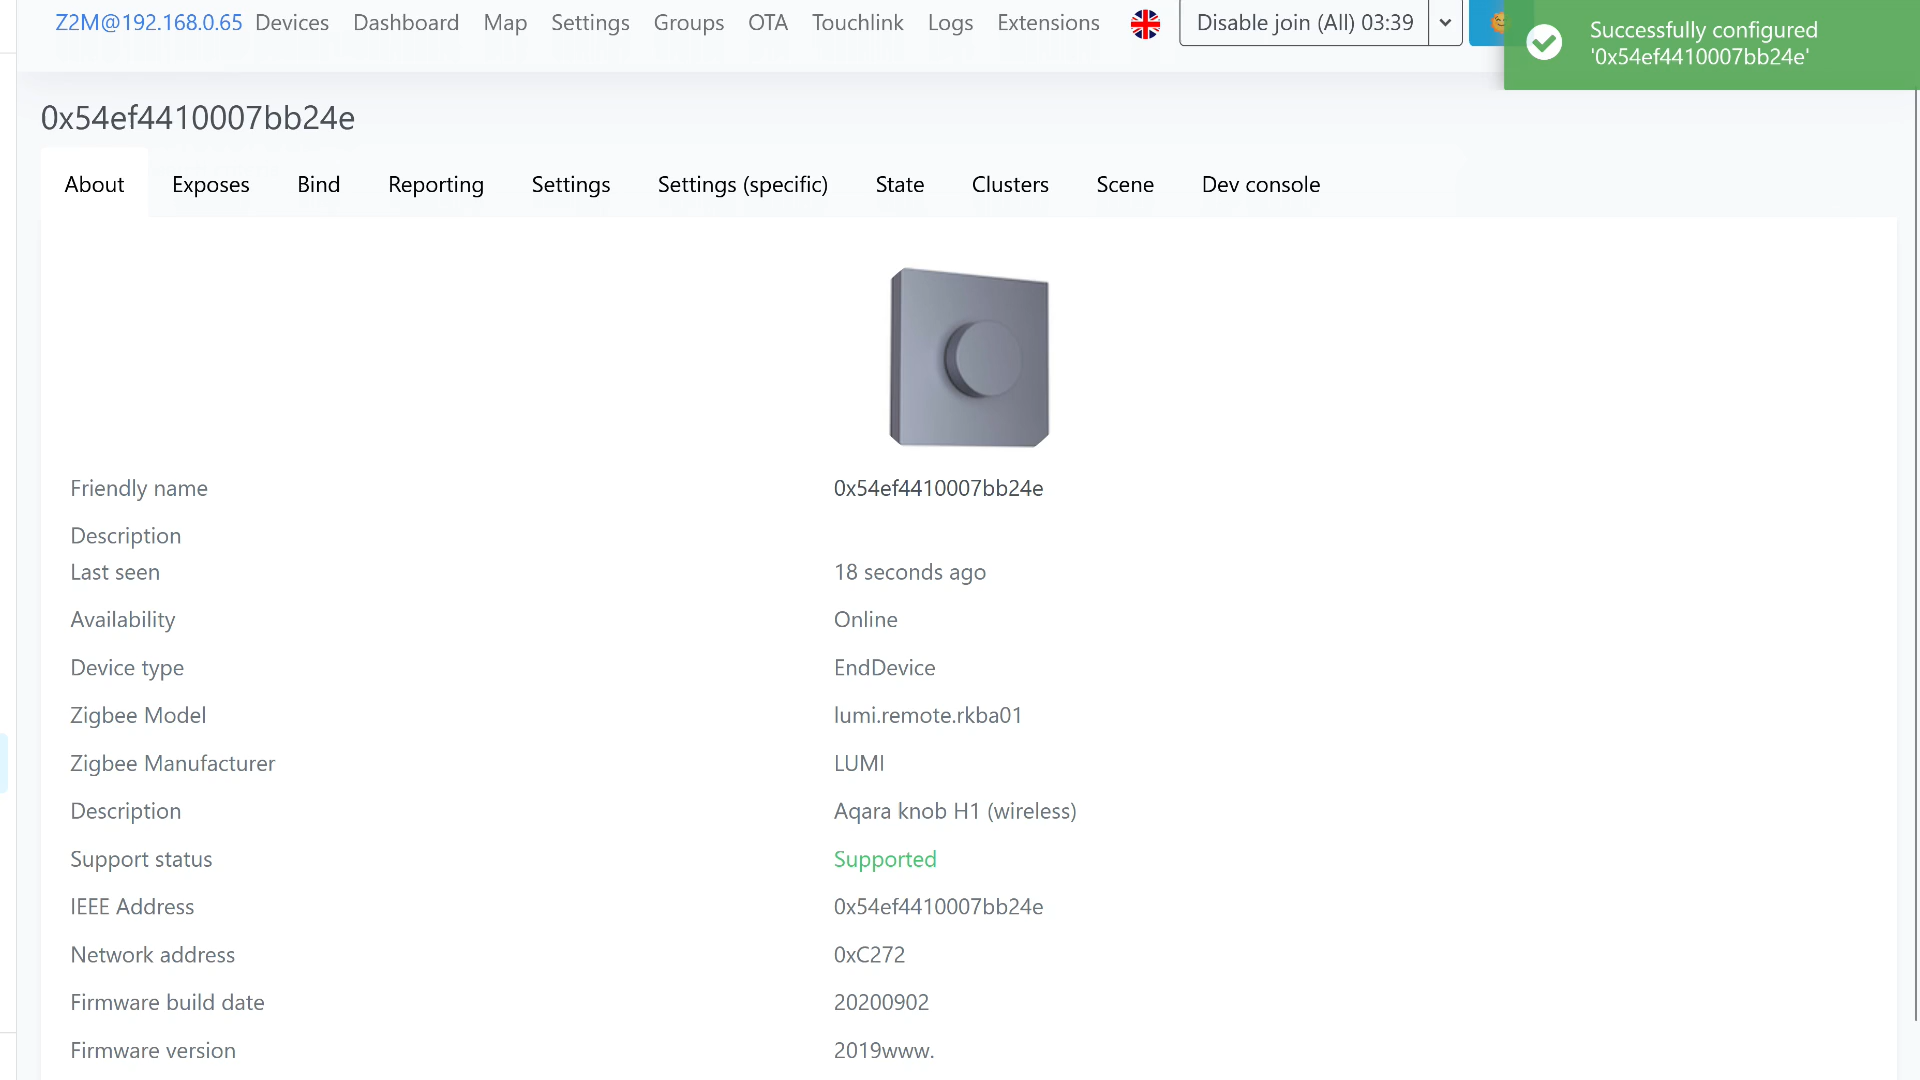 Z2M@192.168.0.65 Devices Dashboard Map Settings Groups OTA Touchlink Logs Extensions Disable join (All) 03:39
Successfully configured
'0x54ef4410007bb24e'
0x54ef4410007bb24e
About Exposes Bind Reporting Settings Settings (specific) State Clusters Scene Dev console
Friendly name 0x54ef4410007bb24e
Description
Last seen 18 seconds ago
Availability Online
Device type EndDevice
Zigbee Model lumi.remote.rkba01
Zigbee Manufacturer LUMI
Description Aqara knob H1 (wireless)
Support status Supported
IEEE Address 0x54ef4410007bb24e
Network address 0xC272
Firmware build date 20200902
Firmware version 2019www.